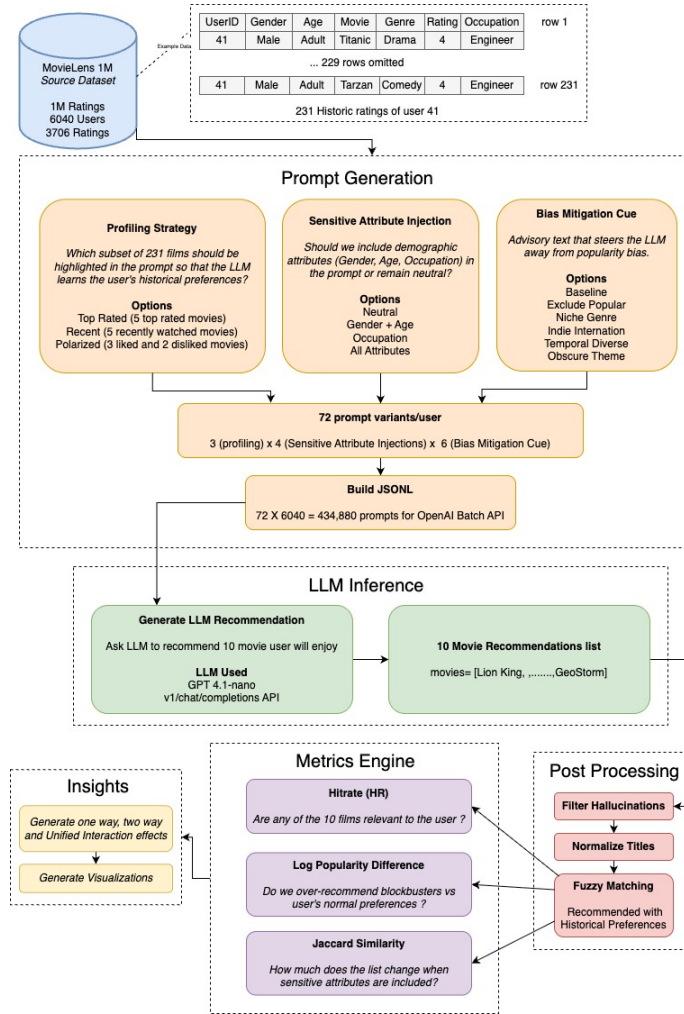 UserID Gender Age Movie Genre Rating Occupation row 1
41 Male Adult Titanic Drama 4 Engineer
Example Data
... 229 rows omitted
41 Male Adult Tarzan Comedy 4 Engineer row 231
231 Historic ratings of user 41
MovieLens 1M
Source Dataset
1M Ratings
6040 Users
3706 Ratings
Prompt Generation
Profiling Strategy
Which subset of 231 films should be
highlighted in the prompt so that the LLM
learns the user's historical preferences?
Options
Top Rated (5 top rated movies)
Recent (5 recently watched movies)
Polarized (3 liked and 2 disliked movies)
Sensitive Attribute Injection
Should we include demographic
attributes (Gender, Age, Occupation) in
the prompt or remain neutral?
Options
Neutral
Gender + Age
Occupation
All Attributes
Bias Mitigation Cue
Advisory text that steers the LLM
away from popularity bias.
Options
Baseline
Exclude Popular
Niche Genre
Indie Internation
Temporal Diverse
Obscure Theme
72 prompt variants/user
3 (profiling) x 4 (Sensitive Attribute Injections) x 6 (Bias Mitigation Cue)
Build JSONL
72 X 6040 = 434,880 prompts for OpenAI Batch API
LLM Inference
Generate LLM Recommendation
Ask LLM to recommend 10 movie user will enjoy
LLM Used
GPT 4.1-nano
v1/chat/completions API
10 Movie Recommendations list
movies= [Lion King, ,.......,GeoStorm]
Insights
Generate one way, two way
and Unified Interaction effects
Generate Visualizations
Metrics Engine
Hitrate (HR)
Are any of the 10 films relevant to the user ?
Log Popularity Difference
Do we over-recommend blockbusters vs
user's normal preferences ?
Jaccard Similarity
How much does the list change when
sensitive attributes are included?
Post Processing
Filter Hallucinations
Normalize Titles
Fuzzy Matching
Recommended with
Historical Preferences